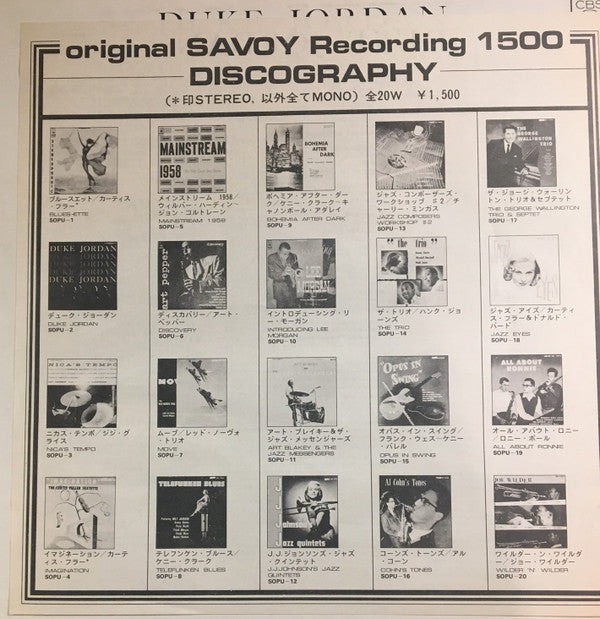 DUKE JORDAN
CBS
original SAVOY Recording 1500
DISCOGRAPHY
(*印STEREO, 以外全てMONO) 全20W ¥1,500
ブルースエット/カーティス
・フラー*
BLUES-ETTE
SOPU-1
DUKE JORDAN
デューク・ジョーダン
DUKE JORDAN
SOPU-2
NICA'S TEMPO
ニカス・テンポ/ジジ・グ
ライス
NICA'S TEMPO
SOPU-3
IMAGINATION
THE CURTIS FULLER SEXTETTE
イマジネーション/カーテ
ィス・フラー*
IMAGINATION
SOPU-4
MAINSTREAM
1958
メインストリーム 1958/
ウィルバー・ハーディン~
ジョン・コルトレーン
MAINSTREAM 1958
SOPU-5
art pepper
ディスカバリー/アート・
ペッパー
DISCOVERY
SOPU-6
MOVE
ムーブ/レッド・ノーヴォ
・トリオ
MOVE
SOPU-7
TELEFUNKEN BLUES
テレフンケン・ブルース/
ケニー・クラーク
TELEFUNKEN BLUES
SOPU-8
BOHEMIA
AFTER
DARK
ボヘミア・アフター・ダー
ク/ケニー・クラーク~キ
ャノンボール・アダレイ
BOHEMIA AFTER DARK
SOPU-9
LEE
MORGAN
イントロデューシング・リ
ー・モーガン
INTRODUCING LEE
MORGAN
SOPU-10
アート・ブレイキー&ザ・
ジャズ・メッセンジャーズ
ART BLAKEY & THE
JAZZ MESSENGERS
SOPU-11
J.
J.
Johnson's
Jazz quintets
J.J.ジョンソンズ・ジャズ
・クインテット
J.J.JOHNSON'S JAZZ
QUINTETS
SOPU-12
ジャズ・コンポーザーズ・
ワークショップ #2/チ
ャーリー・ミンガス
JAZZ COMPOSERS
WORKSHOP #2
SOPU-13
"the trio"
ザ・トリオ/ハンク・ジョ
ーンズ
THE TRIO
SOPU-14
"OPUS IN
SWING"
オパス・イン・スイング/
フランク・ウェス~ケニー
・バレル
OPUS IN SWING
SOPU-15
Al Cohn's Tones
コーンズ・トーンズ/アル
・コーン
COHN'S TONES
SOPU-16
THE
GEORGE
WALLINGTON
TRIO
ザ・ジョージ・ウォーリン
トン・トリオ&セプテット
THE GEORGE WALLINGTON
TRIO & SEPTET
SOPU-17
ジャズ・アイズ/カーティ
ス・フラー&ドナルド・
バード
JAZZ EYES
SOPU-18
ALL ABOUT
RONNIE
オール・アバウト・ロニー
/ロニー・ボール
ALL ABOUT RONNIE
SOPU-19
JOE WILDER
ワイルダー・ン・ワイルダ
ー/ジョー・ワイルダー
WILDER 'N' WILDER
SOPU-20